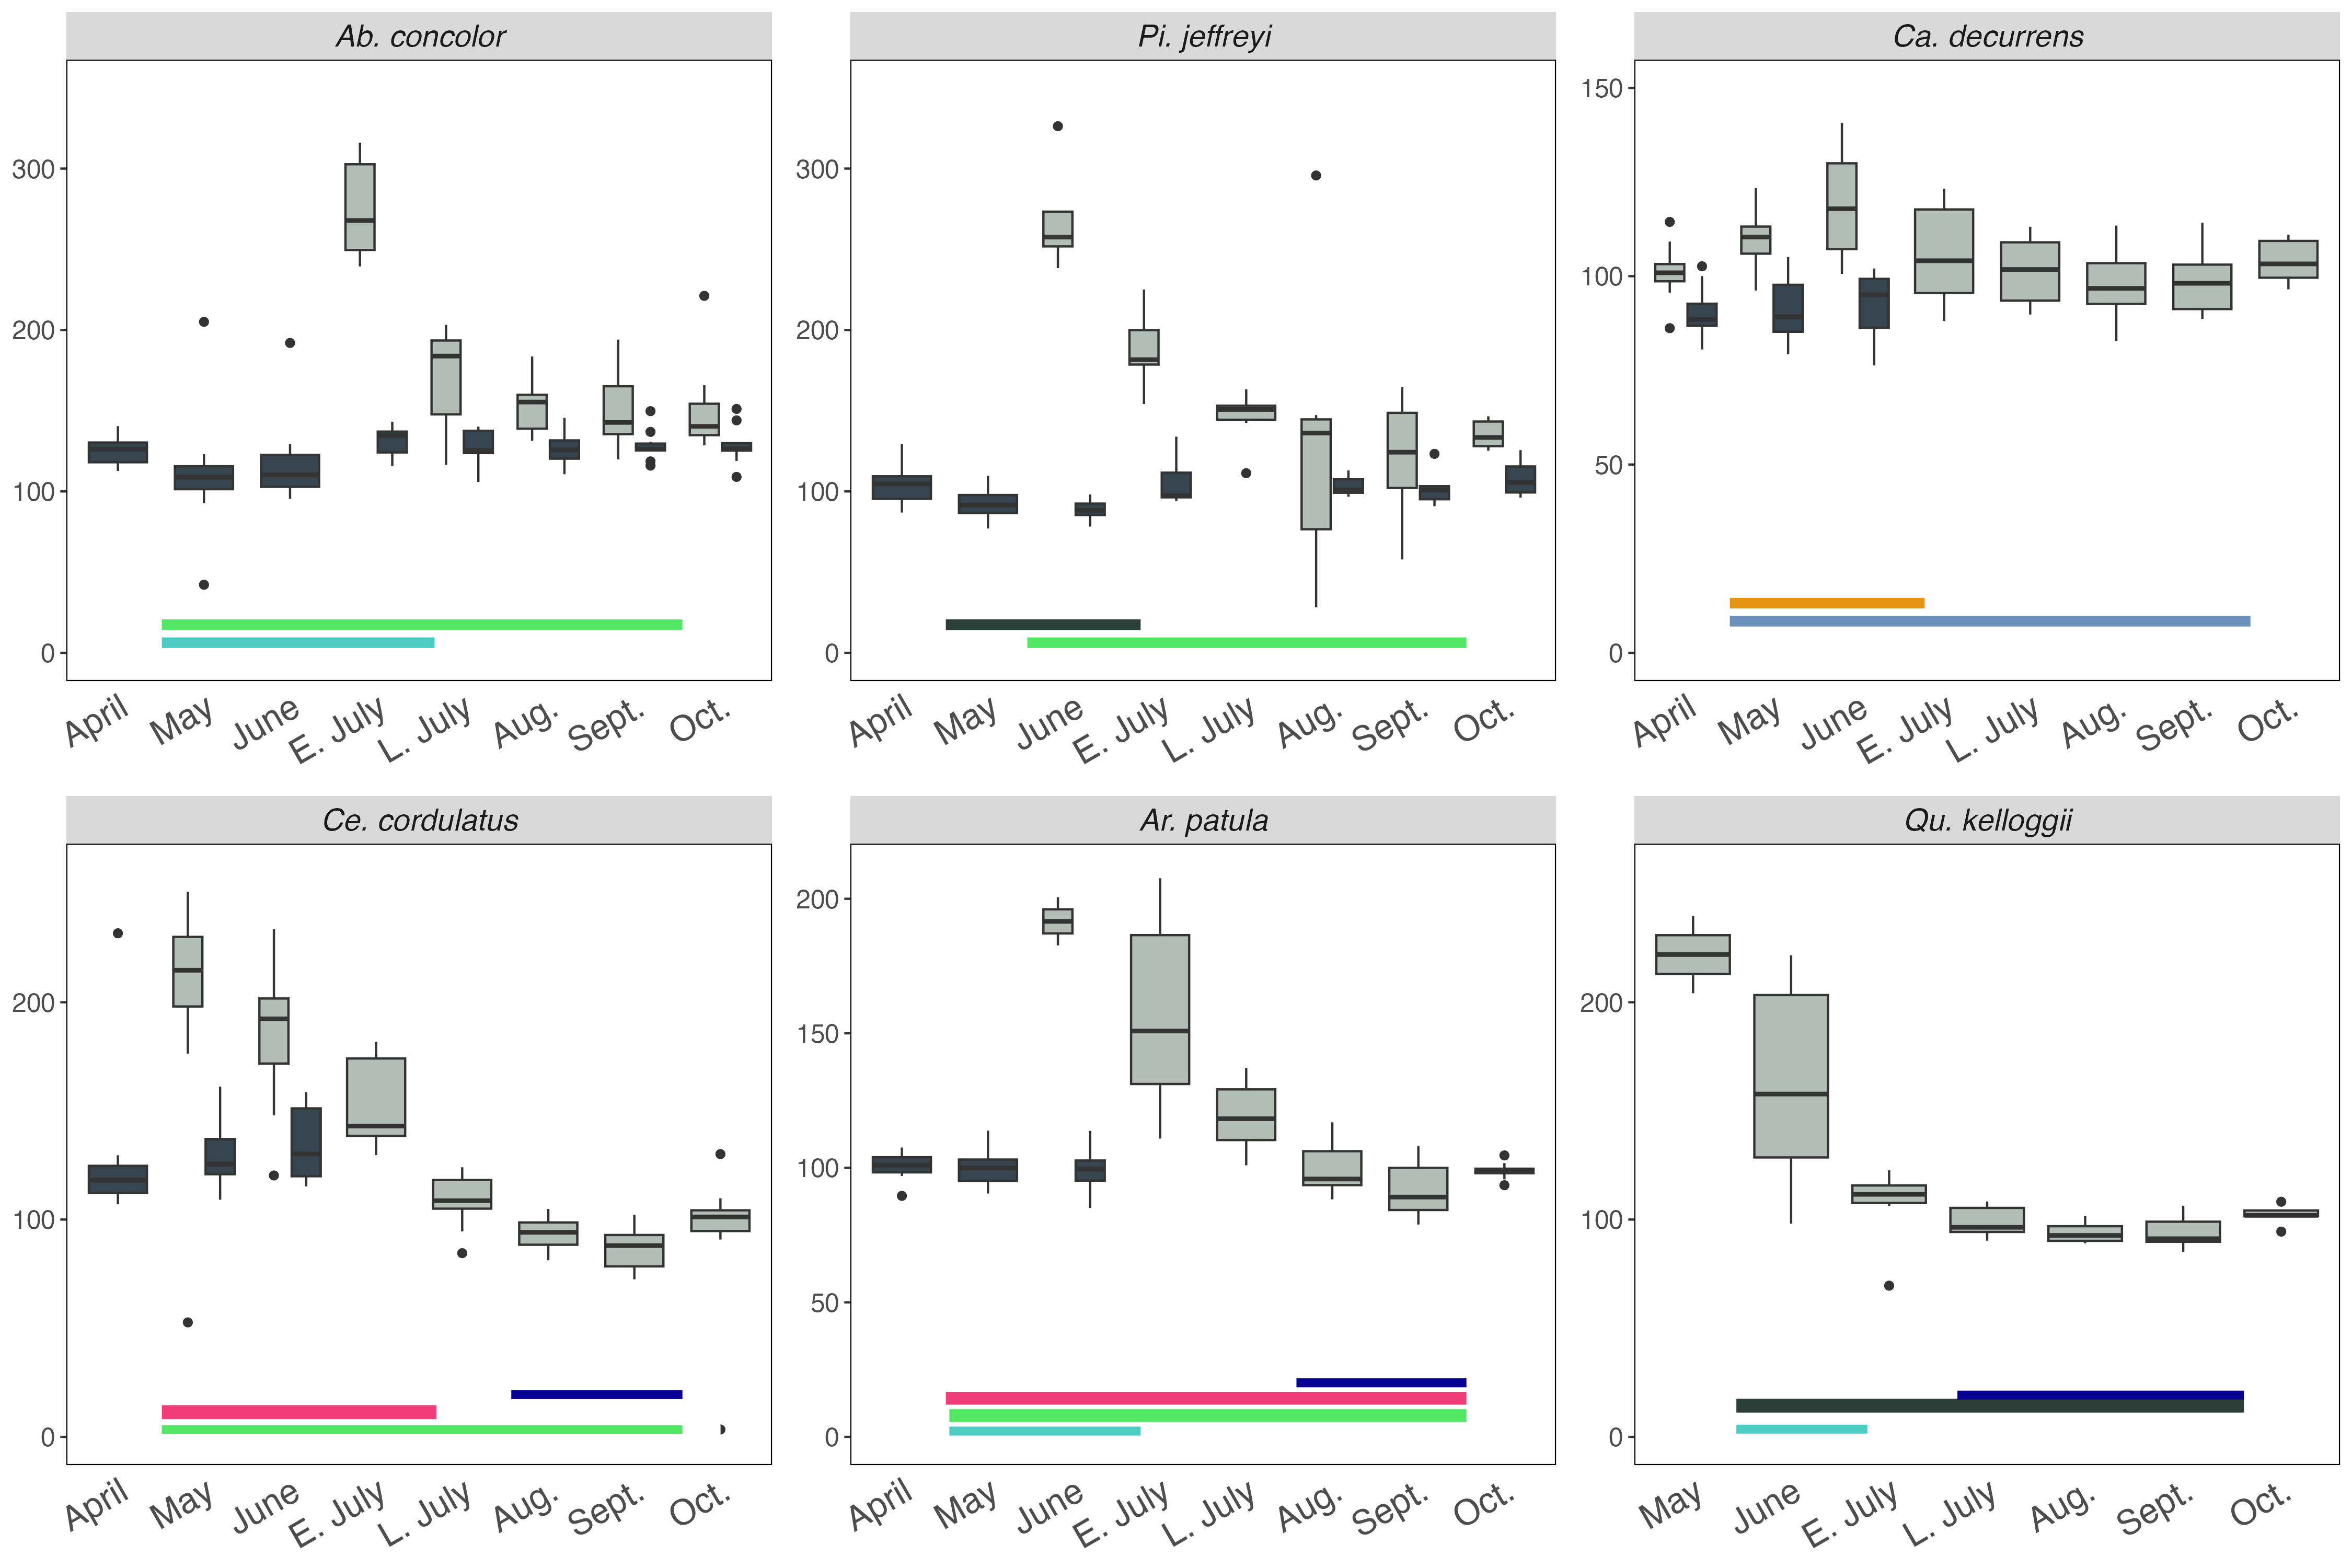 Ab. concolor
Pi. jeffreyi
Ca. decurrens
300
200
100
0
300
200
100
0
150
100
50
0
April May June E. July L. July Aug. Sept. Oct.
April May June E. July L. July Aug. Sept. Oct.
April May June E. July L. July Aug. Sept. Oct.
Ce. cordulatus
Ar. patula
Qu. kelloggii
200
100
0
200
150
100
50
0
200
100
0
April May June E. July L. July Aug. Sept. Oct.
April May June E. July L. July Aug. Sept. Oct.
May June E. July L. July Aug. Sept. Oct.